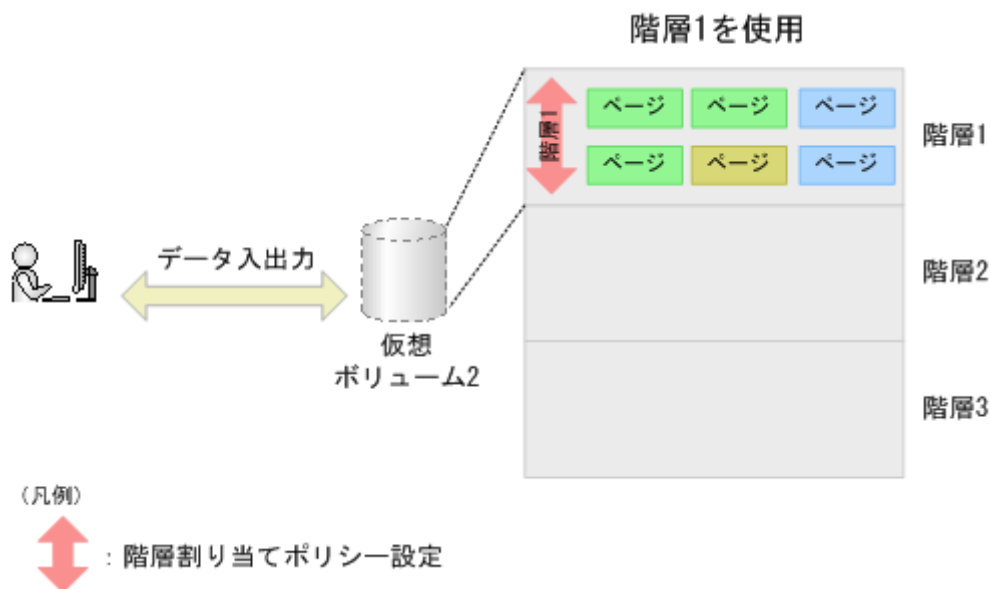 階層1を使用
ページ ページ ページ
階層1
階層1
ページ ページ ページ
データ入出力
階層2
仮想
ボリューム2
階層3
(凡例)
：階層割り当てポリシー設定